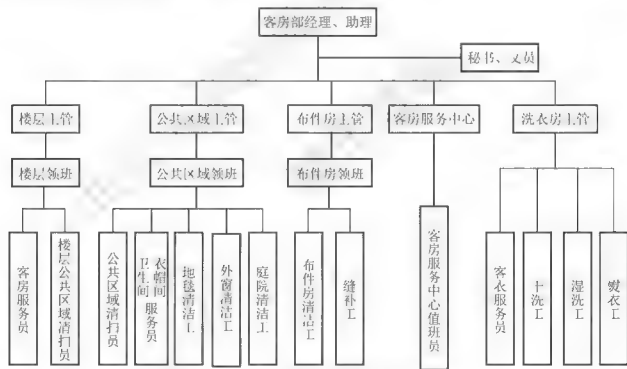 客房部经理、助理
秘书、文员
楼层主管
公共区域主管
布件房主管
客房服务中心
洗衣房主管
楼层领班
公共区域领班
布件房领班
客房服务员
楼层公共区域清扫员
公共区域清扫员
衣帽间
卫生间
服务员
地毯清洁工
外窗清洁工
庭院清洁工
布件房清洁工
缝补工
客房服务中心值班员
客衣服务员
干洗工
湿洗工
熨衣工